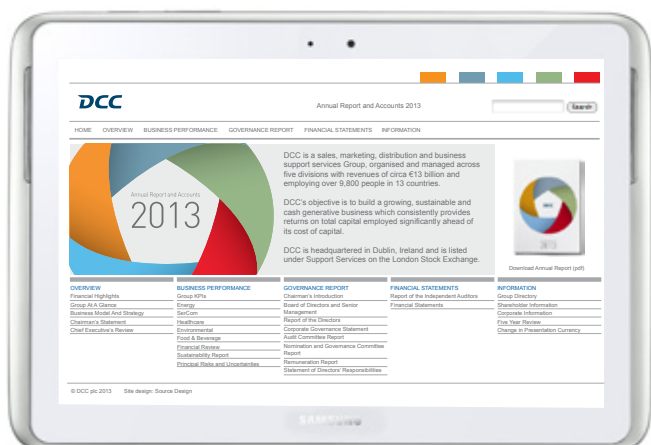 DCC
Annual Report and Accounts 2013
Search
HOME OVERVIEW BUSINESS PERFORMANCE GOVERNANCE REPORT FINANCIAL STATEMENTS INFORMATION
Annual Report and Accounts
2013
DCC is a sales, marketing, distribution and business
support services Group, organised and managed across
five divisions with revenues of circa €13 billion and
employing over 9,800 people in 13 countries.
DCC's objective is to build a growing, sustainable and
cash generative business which consistently provides
returns on total capital employed significantly ahead of
its cost of capital.
DCC is headquartered in Dublin, Ireland and is listed
under Support Services on the London Stock Exchange.
DCC
2013
Download Annual Report (pdf)
OVERVIEW
Financial Highlights
Group At A Glance
Business Model And Strategy
Chairman's Statement
Chief Executive's Review
BUSINESS PERFORMANCE
Group KPIs
Energy
SerCom
Healthcare
Environmental
Food & Beverage
Financial Review
Sustainability Report
Principal Risks and Uncertainties
GOVERNANCE REPORT
Chairman's Introduction
Board of Directors and Senior
Management
Report of the Directors
Corporate Governance Statement
Audit Committee Report
Nomination and Governance Committee
Report
Remuneration Report
Statement of Directors' Responsibilities
FINANCIAL STATEMENTS
Report of the Independent Auditors
Financial Statements
INFORMATION
Group Directory
Shareholder Information
Corporate Information
Five Year Review
Change in Presentation Currency
© DCC plc 2013 Site design: Source Design
SAMSUNG